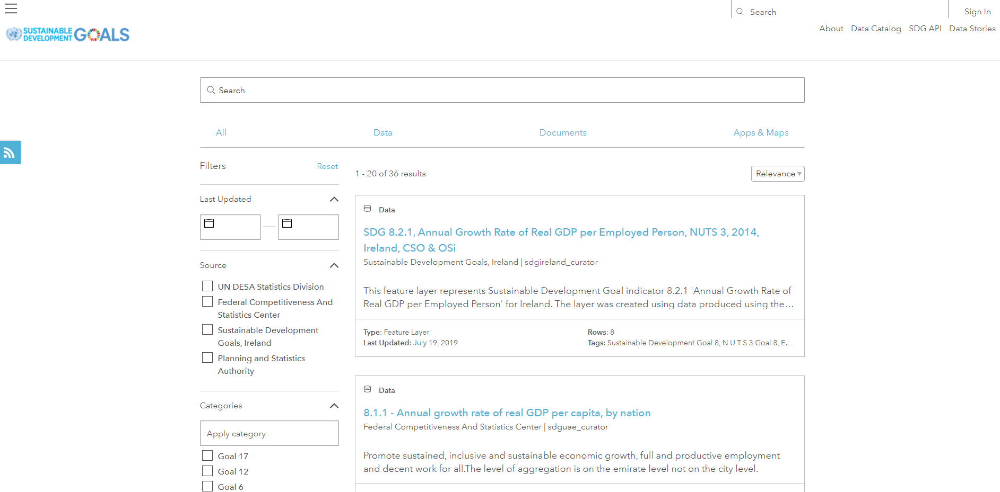 Search
Sign In
SUSTAINABLE
DEVELOPMENT
GOALS
About
Data Catalog
SDG API
Data Stories
Search
All
Data
Documents
Apps & Maps
Filters
Reset
Last Updated
Source
UN DESA Statistics Division
Federal Competitiveness And
Statistics Center
Sustainable Development
Goals, Ireland
Planning and Statistics
Authority
Categories
Apply category
Goal 17
Goal 12
Goal 6
1 - 20 of 36 results
Relevance
Data
SDG 8.2.1, Annual Growth Rate of Real GDP per Employed Person, NUTS 3, 2014,
Ireland, CSO & OSi
Sustainable Development Goals, Ireland | sdgireland_curator
This feature layer represents Sustainable Development Goal indicator 8.2.1 'Annual Growth Rate of
Real GDP per Employed Person' for Ireland. The layer was created using data produced using the…
Type: Feature Layer
Last Updated: July 19, 2019
Rows: 8
Tags: Sustainable Development Goal 8, N U T S 3 Goal 8, E…
Data
8.1.1 - Annual growth rate of real GDP per capita, by nation
Federal Competitiveness And Statistics Center | sdguae_curator
Promote sustained, inclusive and sustainable economic growth, full and productive employment
and decent work for all.The level of aggregation is on the emirate level not on the city level.